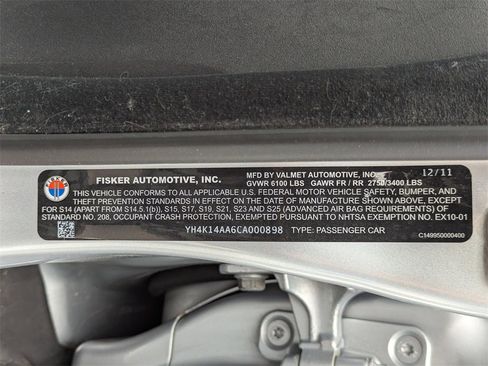 FISKER AUTOMOTIVE, INC. MFD. BY VALMET AUTOMOTIVE, INC. 12/11
GVWR 6100 LBS GAWR FR / RR 2750/3400 LBS
THIS VEHICLE CONFORMS TO ALL APPLICABLE U.S. FEDERAL MOTOR VEHICLE SAFETY, BUMPER, AND
THEFT PREVENTION STANDARDS IN EFFECT ON THE DATE OF MANUFACTURE SHOWN ABOVE, EXCEPT
FOR S14 (APART FROM S14.5.1(b)), S15, S17, S19, S21, S23 AND S25 (ADVANCED AIR BAG REQUIREMENTS) OF
STANDARD NO. 208, OCCUPANT CRASH PROTECTION, EXEMPTED PURSUANT TO NHTSA EXEMPTION NO. EX10-01
YH4K14AA6CA000898 TYPE: PASSENGER CAR C149950000400